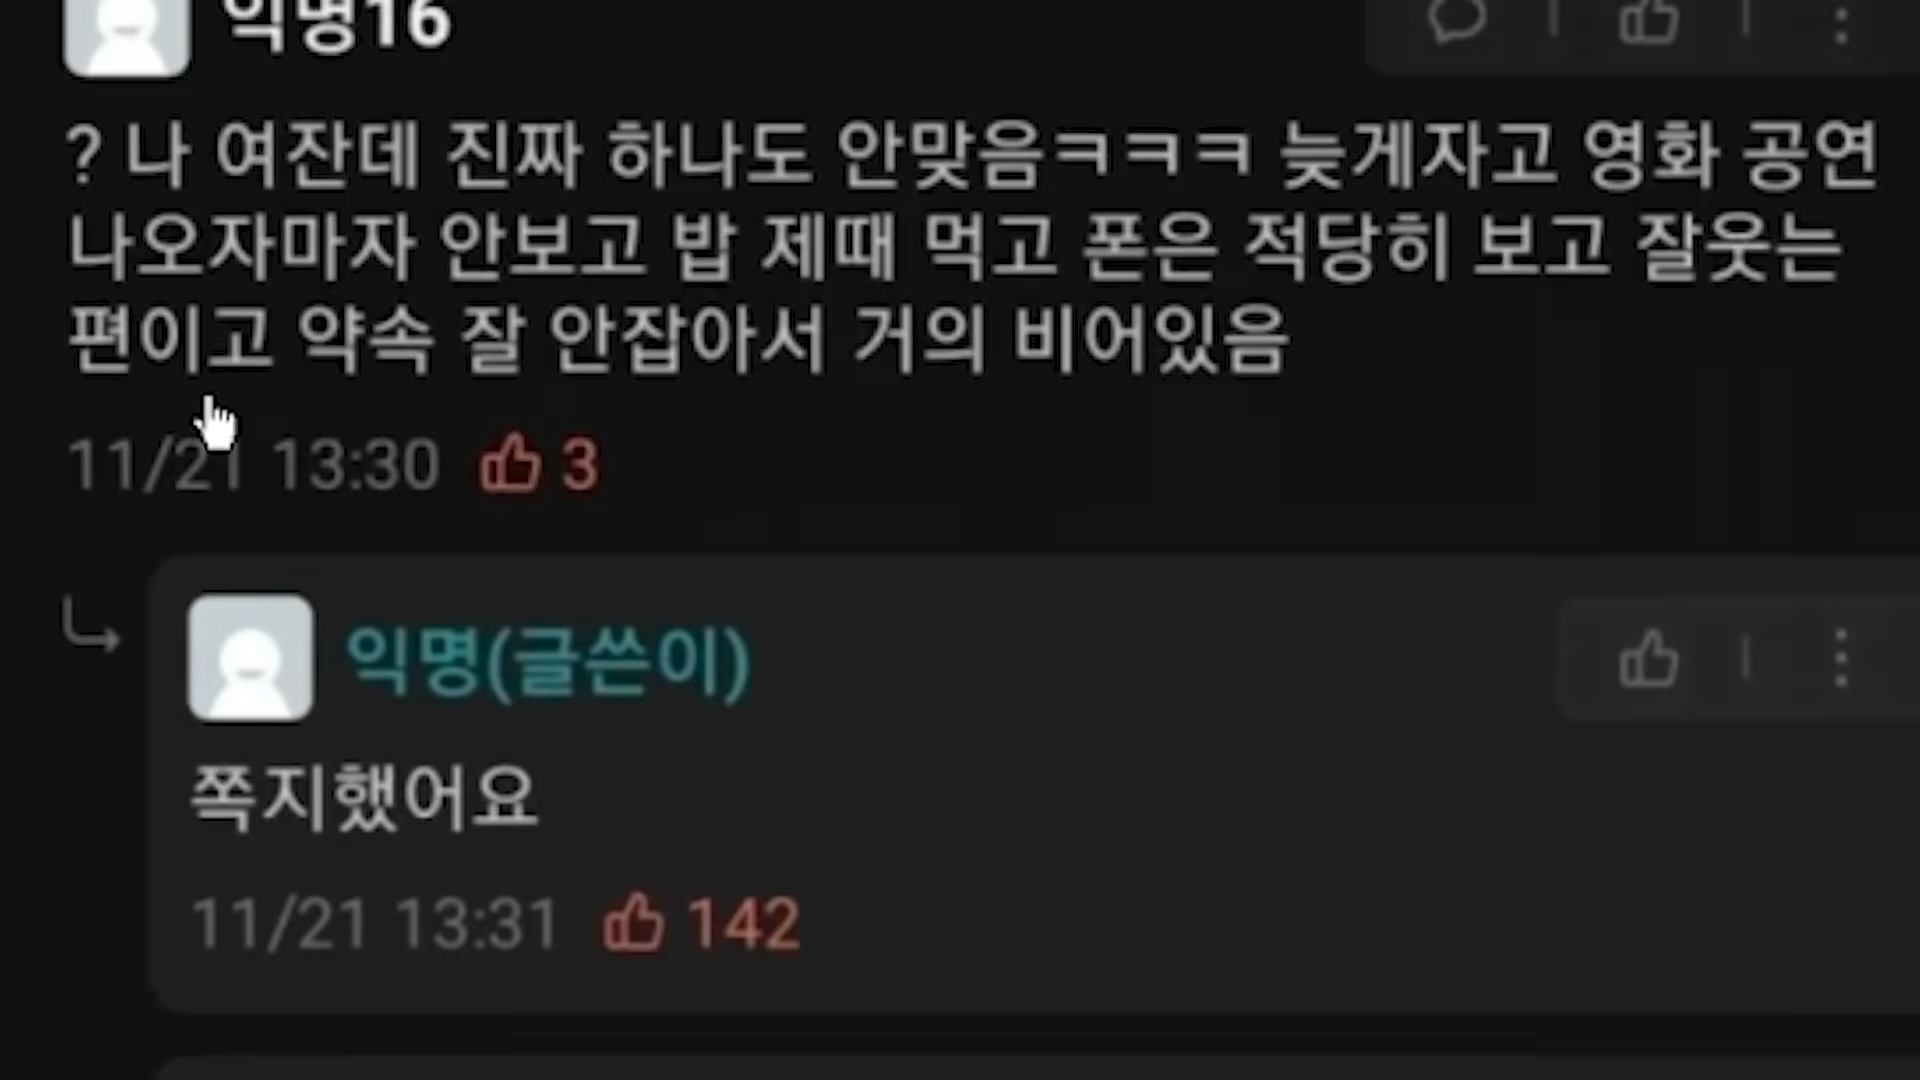 익명16
? 나 여잔데 진짜 하나도 안맞음ㅋㅋㅋ 늦게자고 영화 공연
나오자마자 안보고 밥 제때 먹고 폰은 적당히 보고 잘웃는
편이고 약속 잘 안잡아서 거의 비어있음
11/21 13:30 3
익명(글쓴이)
쪽지했어요
11/21 13:31 142